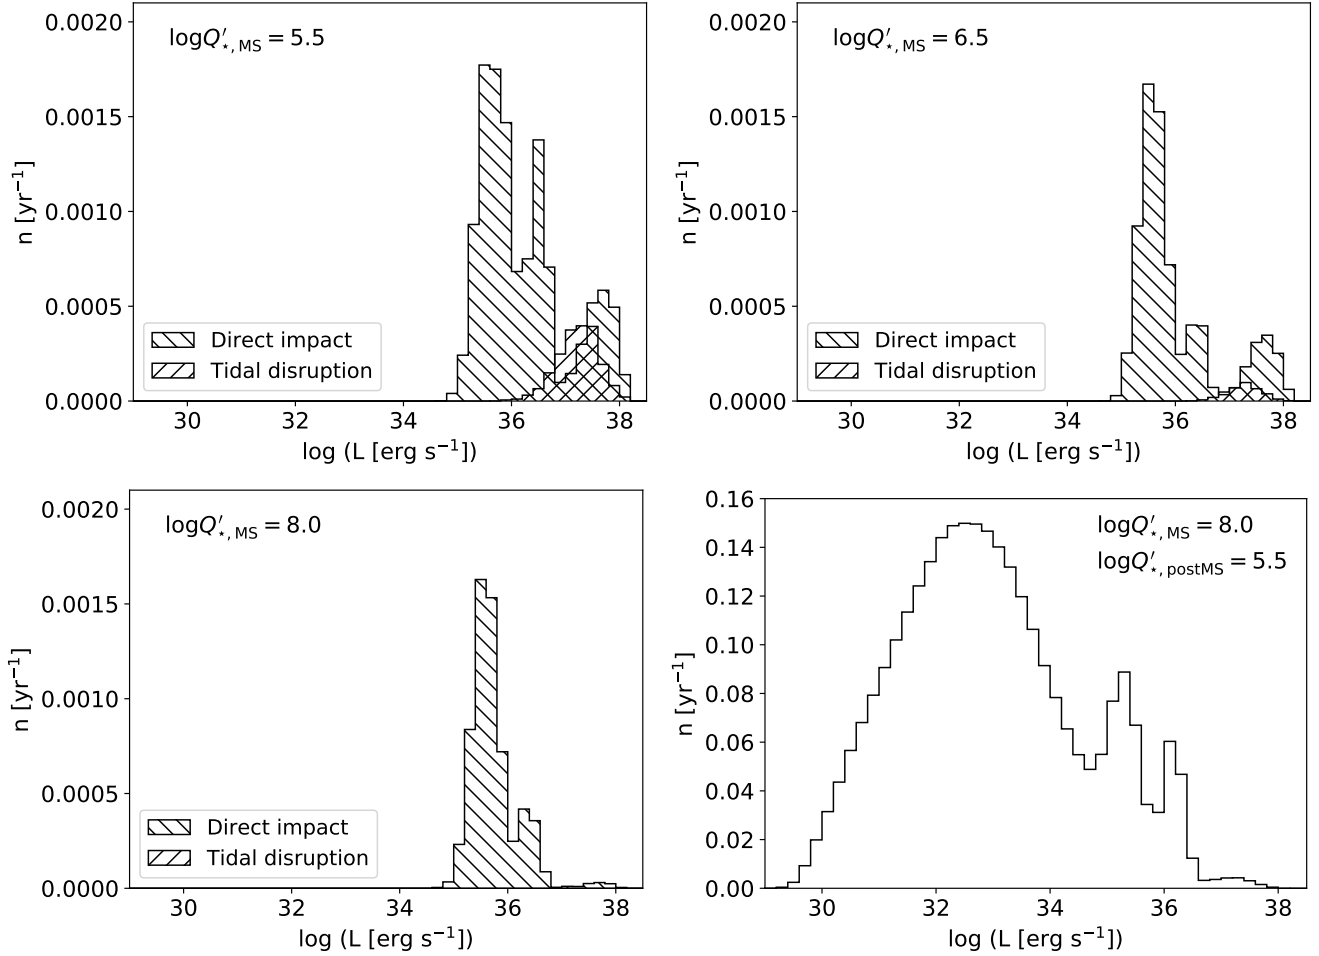 logQ′⋆, MS = 5.5
0.0020
0.0015
0.0010
0.0005
0.0000
n [yr−1]
Direct impact
Tidal disruption
30 32 34 36 38
log (L [erg s−1])
logQ′⋆, MS = 6.5
0.0020
0.0015
0.0010
0.0005
0.0000
n [yr−1]
Direct impact
Tidal disruption
30 32 34 36 38
log (L [erg s−1])
logQ′⋆, MS = 8.0
0.0020
0.0015
0.0010
0.0005
0.0000
n [yr−1]
Direct impact
Tidal disruption
30 32 34 36 38
log (L [erg s−1])
logQ′⋆, MS = 8.0
logQ′⋆, postMS = 5.5
0.16
0.14
0.12
0.10
0.08
0.06
0.04
0.02
0.00
n [yr−1]
30 32 34 36 38
log (L [erg s−1])